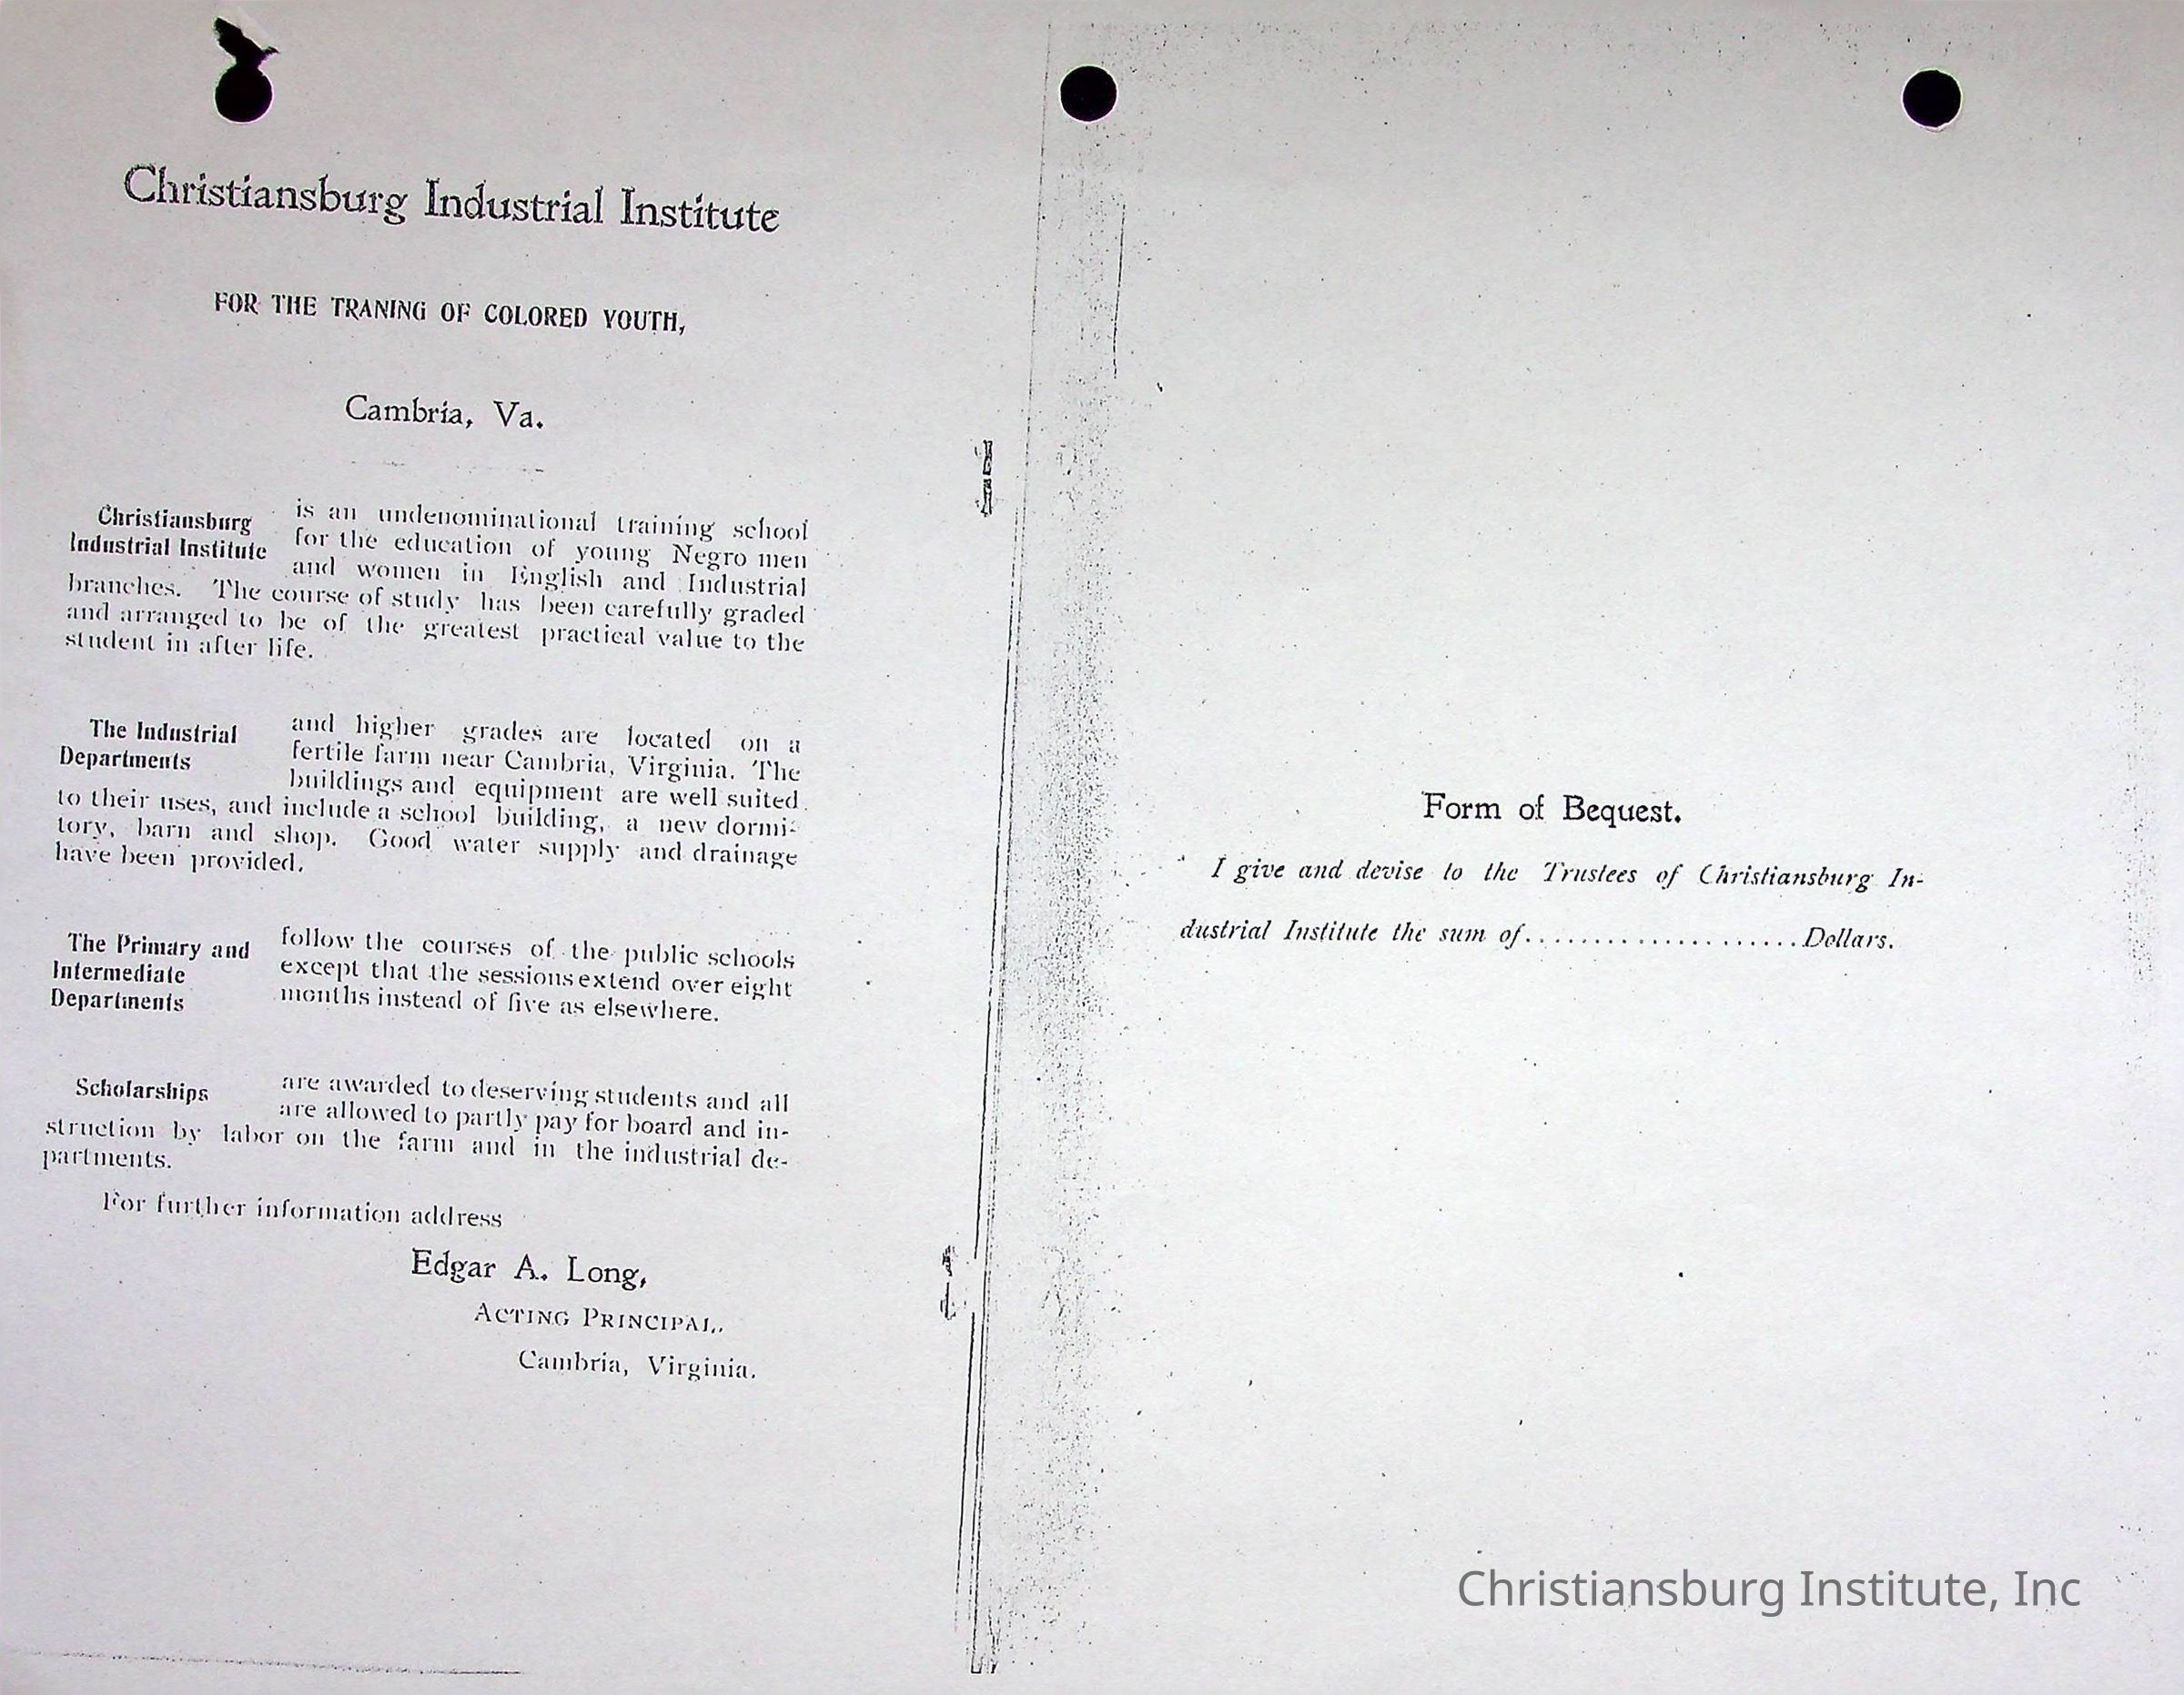 Christiansburg Industrial Institute
FOR THE TRANING OF COLORED YOUTH,
Cambria, Va.
Christiansburg is an undenominational training school
Industrial Institute for the education of young Negro men
and women in English and Industrial
branches. The course of study has been carefully graded
and arranged to be of the greatest practical value to the
student in after life.
The Industrial and higher grades are located on a
Departments fertile farm near Cambria, Virginia. The
buildings and equipment are well suited
to their uses, and include a school building, a new dormi-
tory, barn and shop. Good water supply and drainage
have been provided.
The Primary and follow the courses of the public schools
Intermediate except that the sessions extend over eight
Departments months instead of five as elsewhere.
Scholarships are awarded to deserving students and all
are allowed to partly pay for board and in-
struction by labor on the farm and in the industrial de-
partments.
For further information address
Edgar A. Long,
ACTING PRINCIPAL.
Cambria, Virginia.
Form of Bequest.
I give and devise to the Trustees of Christiansburg In-
dustrial Institute the sum of....................Dollars.
Christiansburg Institute, Inc